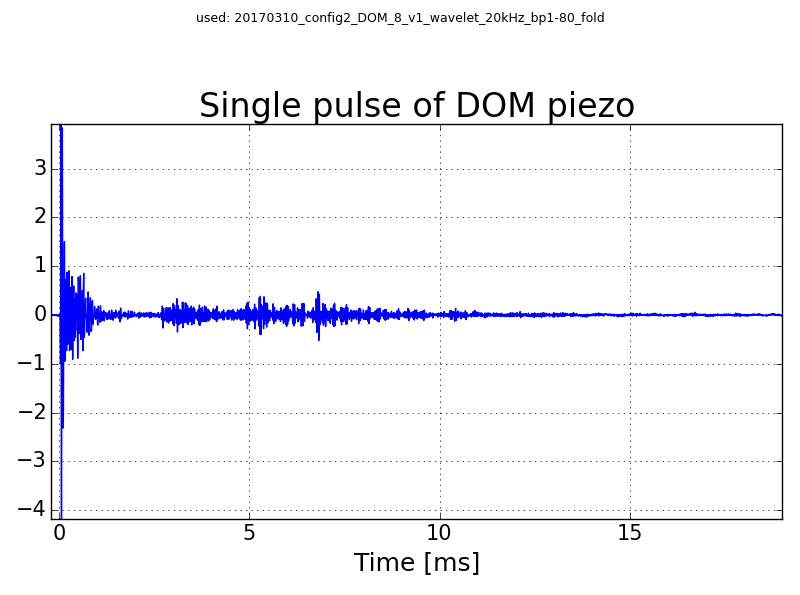 used: 20170310_config2_DOM_8_v1_wavelet_20kHz_bp1-80_fold
Single pulse of DOM piezo
3
2
1
0
−1
−2
−3
−4
0 5 10 15
Time [ms]